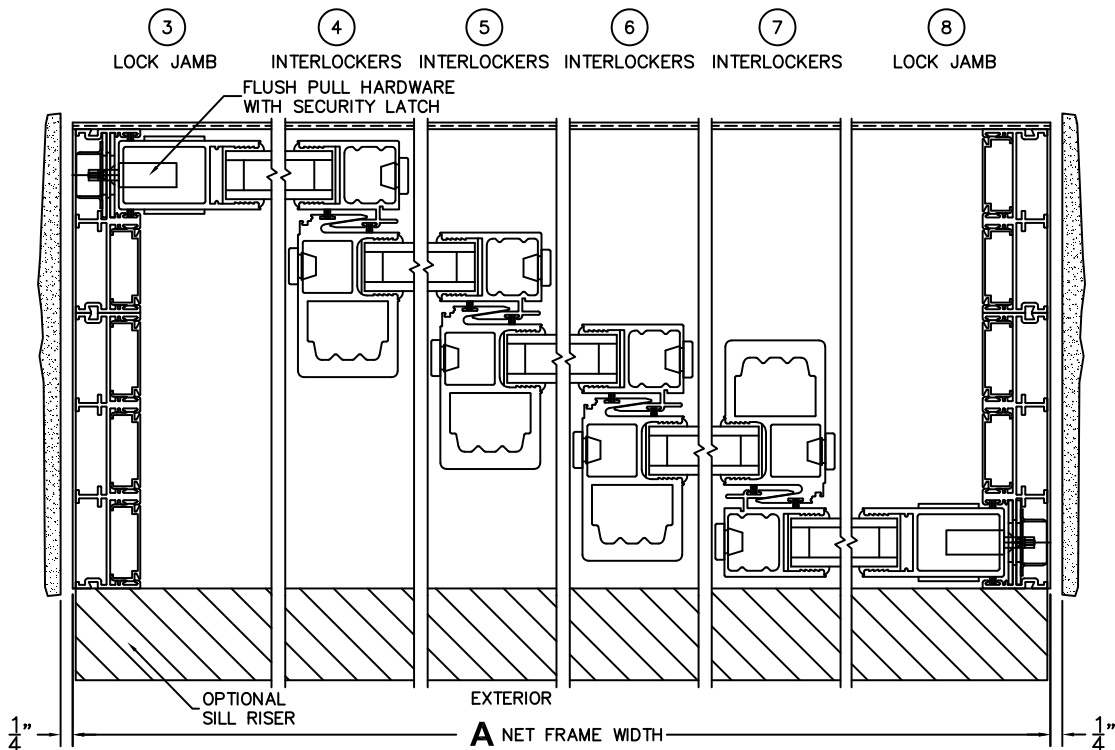 3 4 5 6 7 8
LOCK JAMB INTERLOCKERS INTERLOCKERS INTERLOCKERS INTERLOCKERS LOCK JAMB
FLUSH PULL HARDWARE
WITH SECURITY LATCH
OPTIONAL
SILL RISER
EXTERIOR
1/4" A NET FRAME WIDTH 1/4"